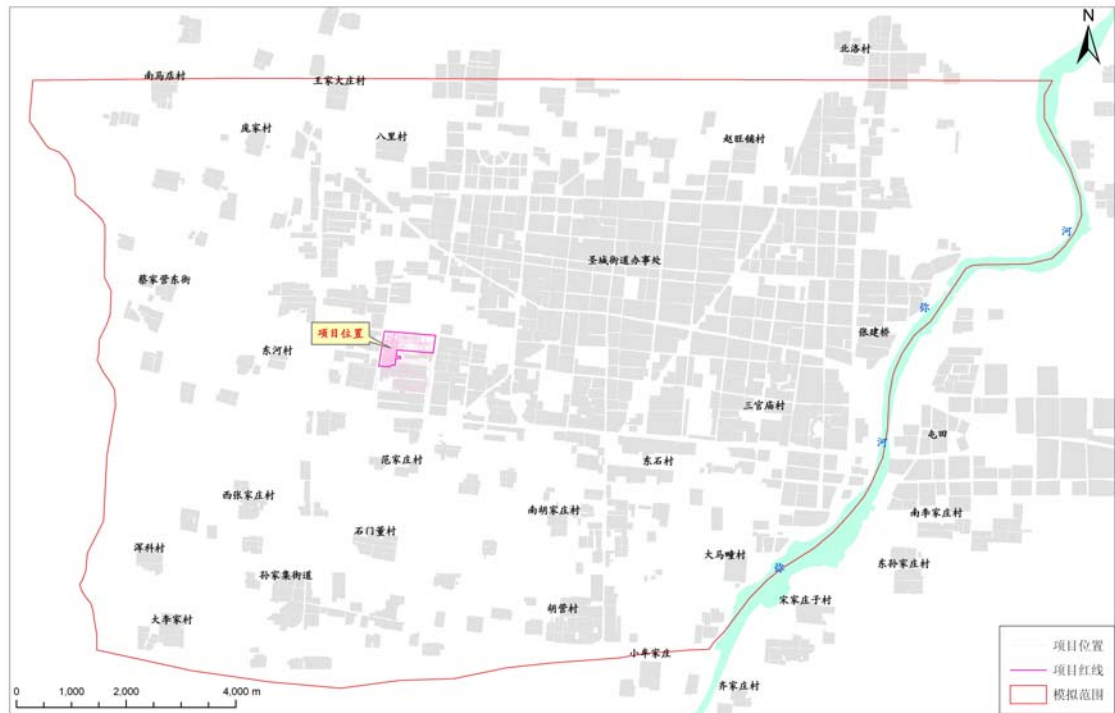 N
北洛村
南马店村
王家大庄村
庞家村
八里村
赵旺铺村
河
圣城街道办事处
蔡家营东街
弥
项目位置
张建桥
东河村
三官庙村
屯田
范家庄村
东石村
西张家庄村
南胡家庄村
南李家庄村
河
石门董村
浑科村
大马疃村
东孙家庄村
弥
孙家集街道
宋家庄子村
胡营村
大李家村
小牟家庄
齐家庄村
项目位置
项目红线
模拟范围
0 1,000 2,000 4,000 m